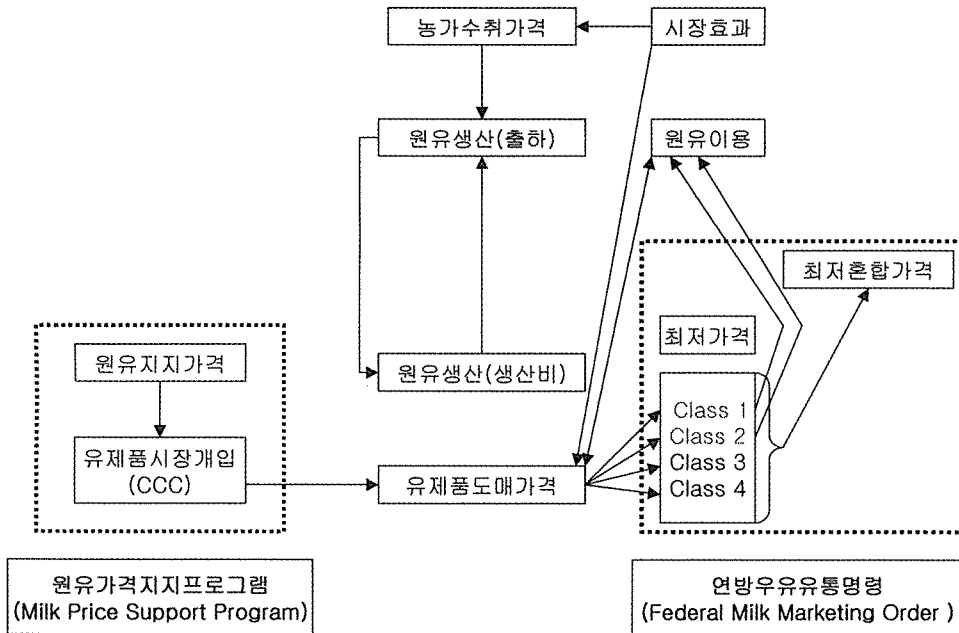 농가수취가격
시장효과
원유생산(출하)
원유이용
최저혼합가격
최저가격
원유지지가격
원유생산(생산비)
Class 1
Class 2
Class 3
Class 4
유제품시장개입
(CCC)
유제품도매가격
원유가격지지프로그램
(Milk Price Support Program)
연방우유유통명령
(Federal Milk Marketing Order )